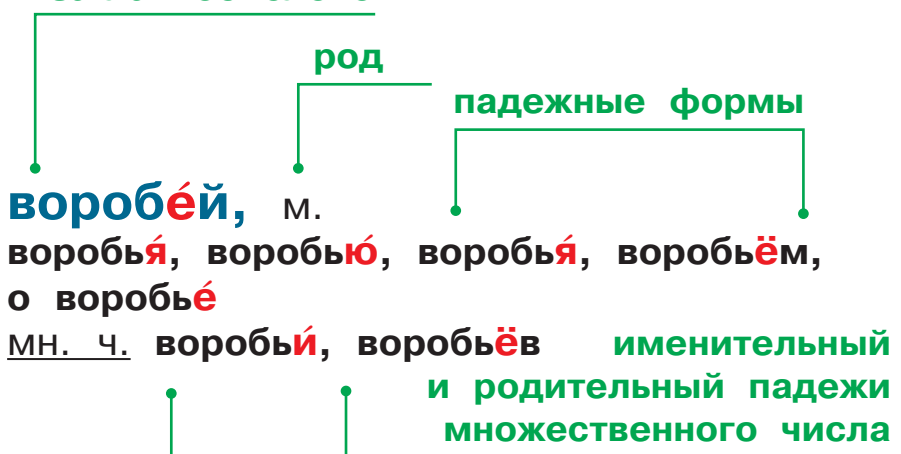 род
падежные формы
воробе́й, м.
воробья́, воробью́, воробья́, воробьём,
о воробье́
мн. ч. воробьи́, воробьёв
именительный
и родительный падежи
множественного числа